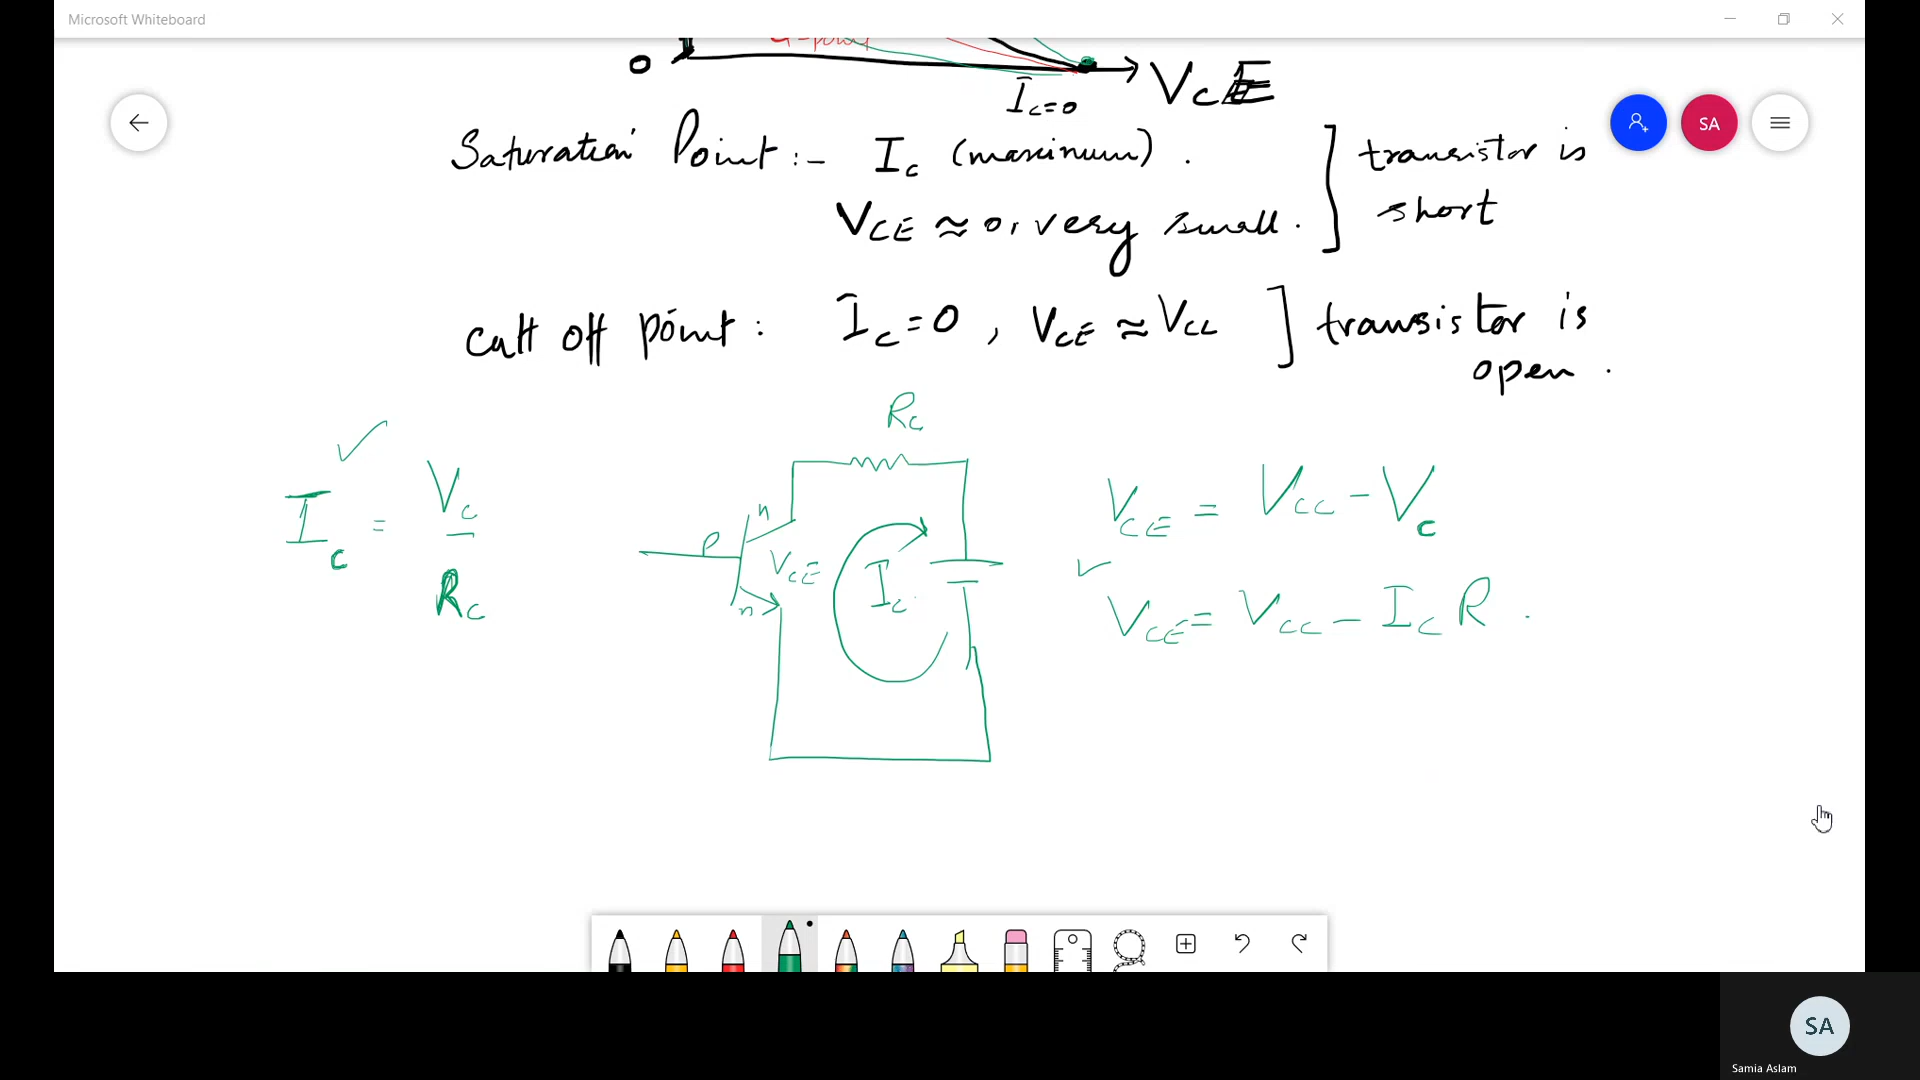 Microsoft Whiteboard
0
VCE
IC=0
Saturation Point :- Ic (maximum) .
VCE ≈ 0, very small .
transistor is
short
Cutt off point : Ic = 0 , VCE ≈ VCC
transistor is
open .
RC
Ic = Vc
Rc
n
p
n
VCE
Ic
VCE = VCC - Vc
VCE = VCC - IcR .
SA
SA
Samia Aslam